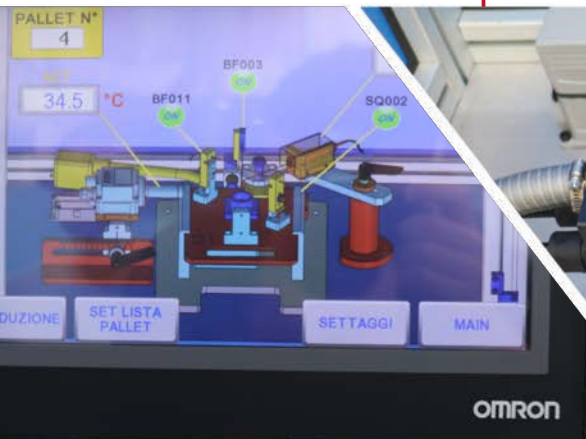 PALLET N°
4
34.5 °C
BF003
ON
BF011
ON
SQ002
ON
DUZIONE
SET LISTA
PALLET
SETTAGGI
MAIN
OMRON